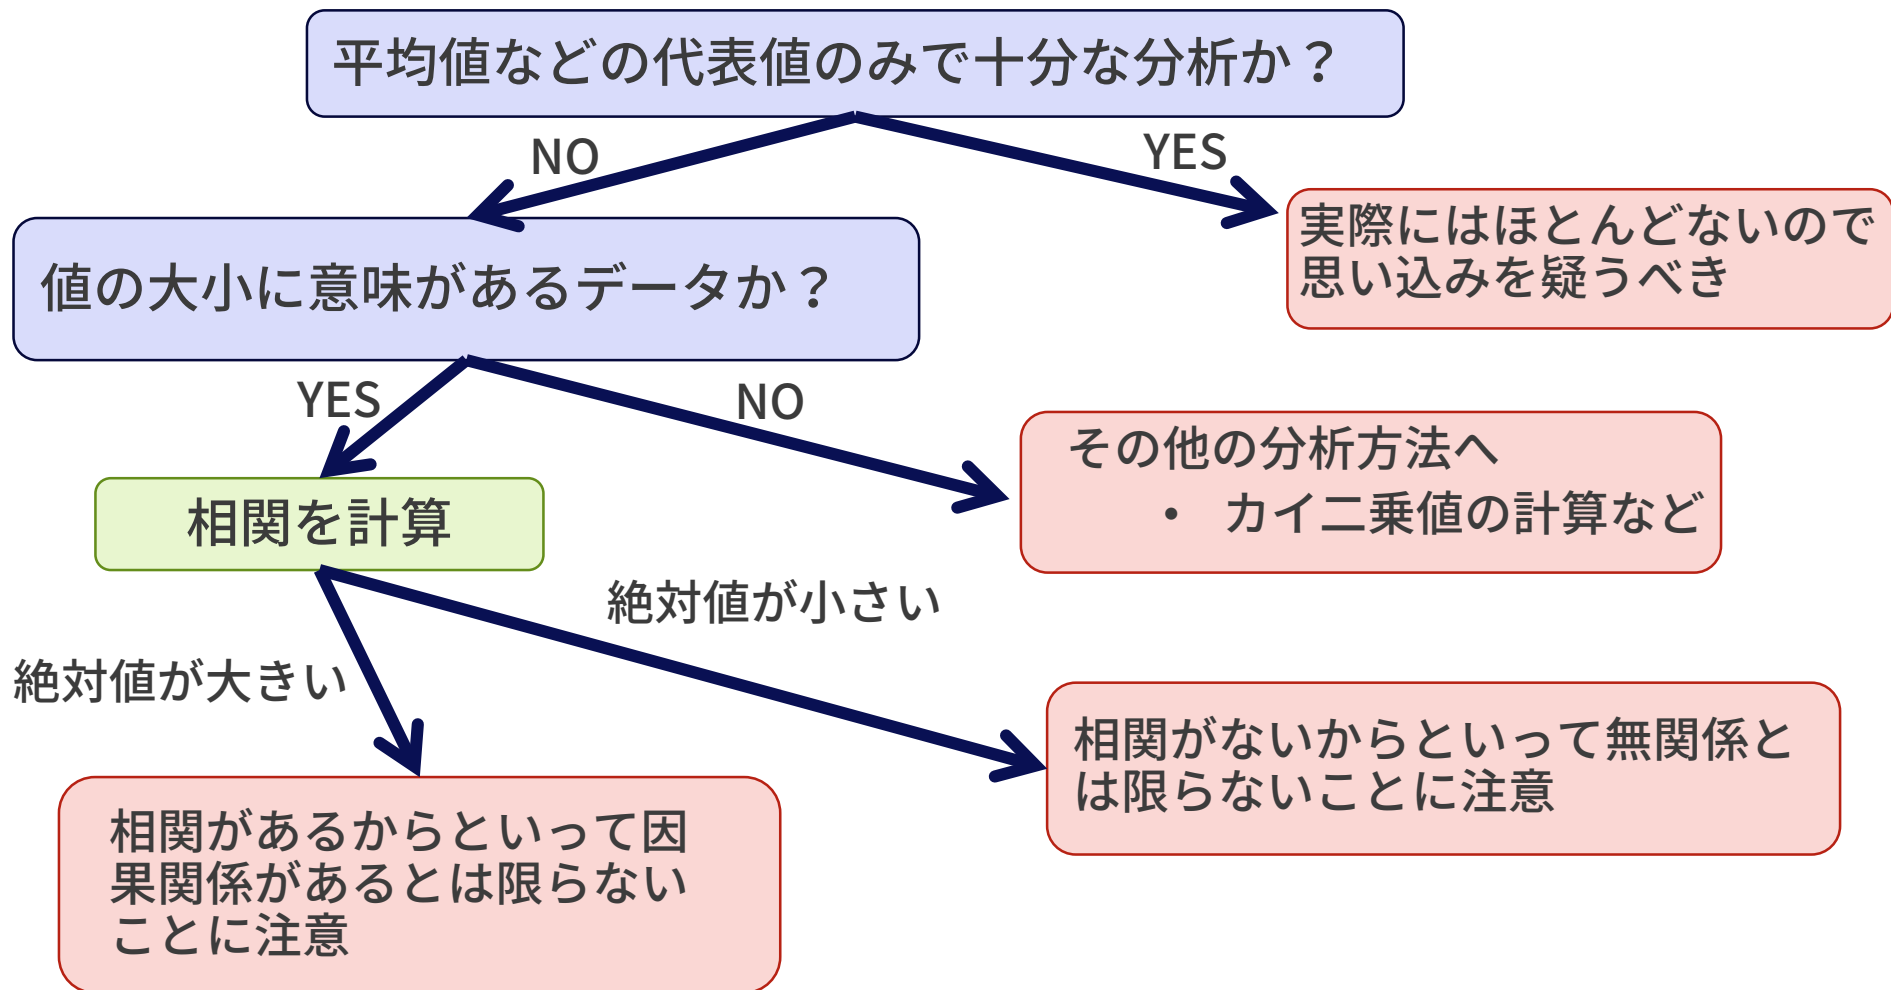 平均値などの代表値のみで十分な分析か？
NO
YES
実際にはほとんどないので
思い込みを疑うべき
値の大小に意味があるデータか？
YES
NO
その他の分析方法へ
• カイ二乗値の計算など
相関を計算
絶対値が小さい
絶対値が大きい
相関がないからといって無関係と
は限らないことに注意
相関があるからといって因
果関係があるとは限らない
ことに注意